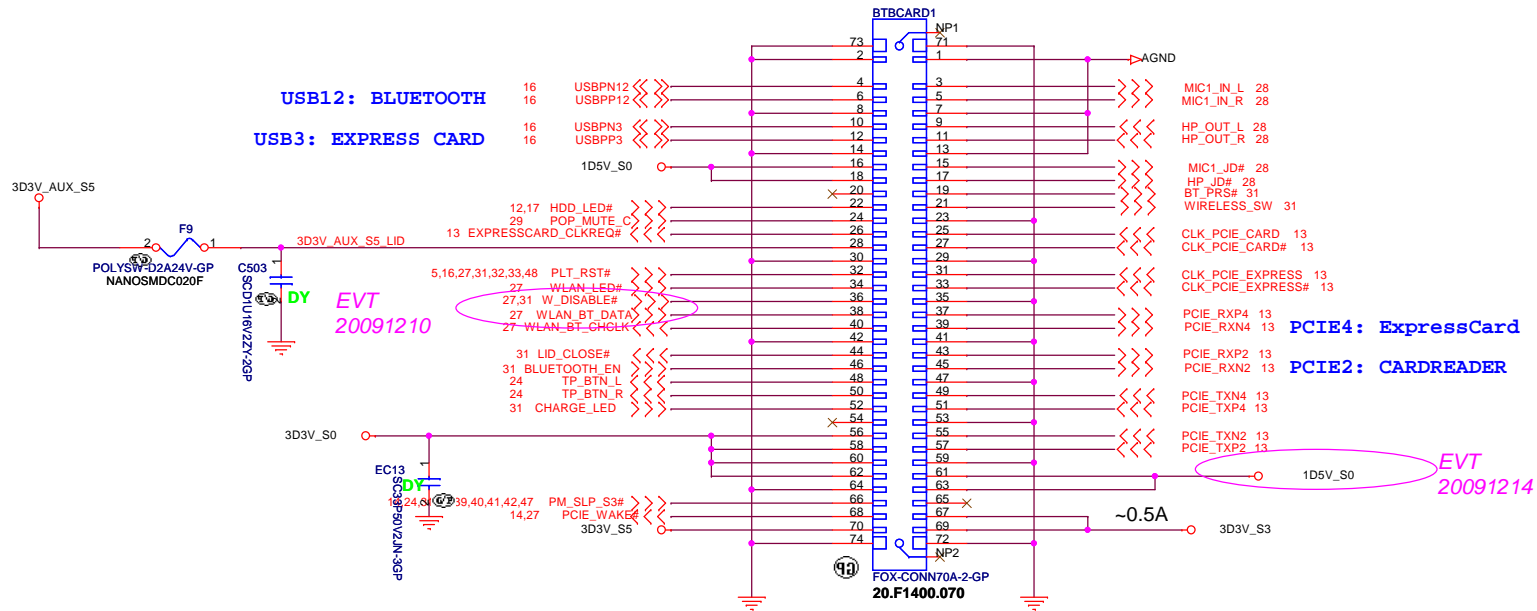 BTBCARD1
NP1
73 71
2 1 AGND
USB12: BLUETOOTH 16 USBPN12 4 3 MIC1_IN_L 28
16 USBPP12 6 5 MIC1_IN_R 28
8 7
USB3: EXPRESS CARD 16 USBPN3 10 9 HP_OUT_L 28
16 USBPP3 12 11 HP_OUT_R 28
14 13
1D5V_S0 16 15 MIC1_JD# 28
18 17 HP_JD# 28
3D3V_AUX_S5 20 19 BT_PRS# 31
12,17 HDD_LED# 22 21 WIRELESS_SW 31
29 POP_MUTE_C 24 23
13 EXPRESSCARD_CLKREQ# 26 25 CLK_PCIE_CARD 13
F9 2 1 3D3V_AUX_S5_LID 28 27 CLK_PCIE_CARD# 13
30 29
POLYSW-D2A24V-GP
NANOSMDC020F
C503 1
SCD1U16V2ZY-2GP
DY
5,16,27,31,32,33,48 PLT_RST# 32 31 CLK_PCIE_EXPRESS 13
27 WLAN_LED# 34 33 CLK_PCIE_EXPRESS# 13
27,31 W_DISABLE# 36 35
EVT
20091210
27 WLAN_BT_DATA 38 37 PCIE_RXP4 13
27 WLAN_BT_CHCLK 40 39 PCIE_RXN4 13 PCIE4: ExpressCard
42 41
31 LID_CLOSE# 44 43 PCIE_RXP2 13
31 BLUETOOTH_EN 46 45 PCIE_RXN2 13 PCIE2: CARDREADER
24 TP_BTN_L 48 47
24 TP_BTN_R 50 49 PCIE_TXN4 13
31 CHARGE_LED 52 51 PCIE_TXP4 13
54 53
3D3V_S0 56 55 PCIE_TXN2 13
58 57 PCIE_TXP2 13
60 59
62 61 1D5V_S0
64 63
EVT
20091214
EC13 1
DY
SC33P50V2JN-3GP
39,40,41,42,47 PM_SLP_S3# 66 65
14,27 PCIE_WAKE# 68 67 ~0.5A
3D3V_S5 70 69 3D3V_S3
74 72
NP2
GP
FOX-CONN70A-2-GP
20.F1400.070